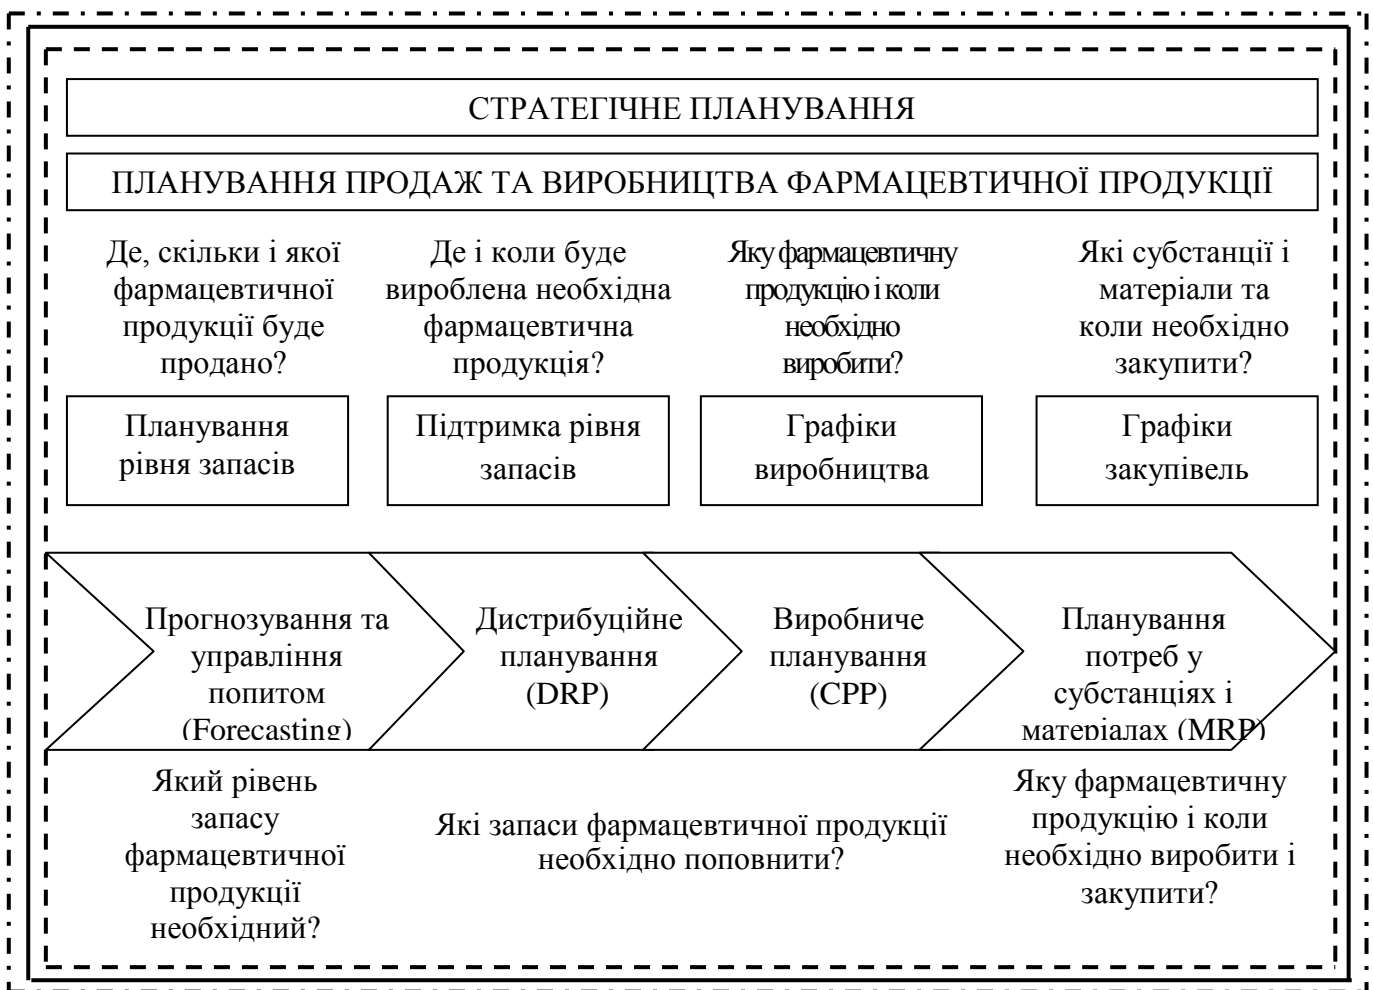 СТРАТЕГІЧНЕ ПЛАНУВАННЯ
ПЛАНУВАННЯ ПРОДАЖ ТА ВИРОБНИЦТВА ФАРМАЦЕВТИЧНОЇ ПРОДУКЦІЇ
Де, скільки і якої
фармацевтичної
продукції буде
продано?
Де і коли буде
вироблена необхідна
фармацевтична
продукція?
Яку фармацевтичну
продукцію і коли
необхідно
виробити?
Які субстанції і
матеріали та
коли необхідно
закупити?
Планування
рівня запасів
Підтримка рівня
запасів
Графіки
виробництва
Графіки
закупівель
Прогнозування та
управління
попитом
(Forecasting)
Дистрибуційне
планування
(DRP)
Виробниче
планування
(CPP)
Планування
потреб у
субстанціях і
матеріалах (MRP)
Який рівень
запасу
фармацевтичної
продукції
необхідний?
Які запаси фармацевтичної продукції
необхідно поповнити?
Яку фармацевтичну
продукцію і коли
необхідно виробити і
закупити?